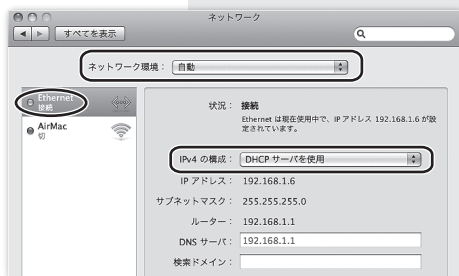 ネットワーク
すべてを表示
ネットワーク環境： 自動
Ethernet
接続
AirMac
切
状況： 接続
Ethernet は現在使用中で、IP アドレス 192.168.1.6 が設
定されています。
IPv4 の構成： DHCP サーバを使用
IP アドレス： 192.168.1.6
サブネットマスク： 255.255.255.0
ルーター： 192.168.1.1
DNS サーバ： 192.168.1.1
検索ドメイン：